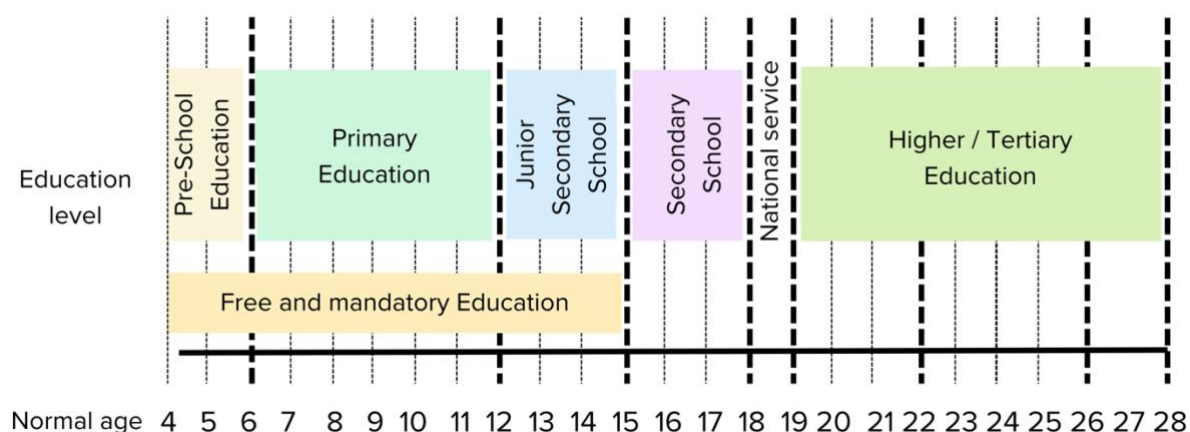 Education
level
Pre-School
Education
Primary
Education
Junior
Secondary
School
Secondary
School
National service
Higher / Tertiary
Education
Free and mandatory Education
Normal age 4 5 6 7 8 9 10 11 12 13 14 15 16 17 18 19 20 21 22 23 24 25 26 27 28